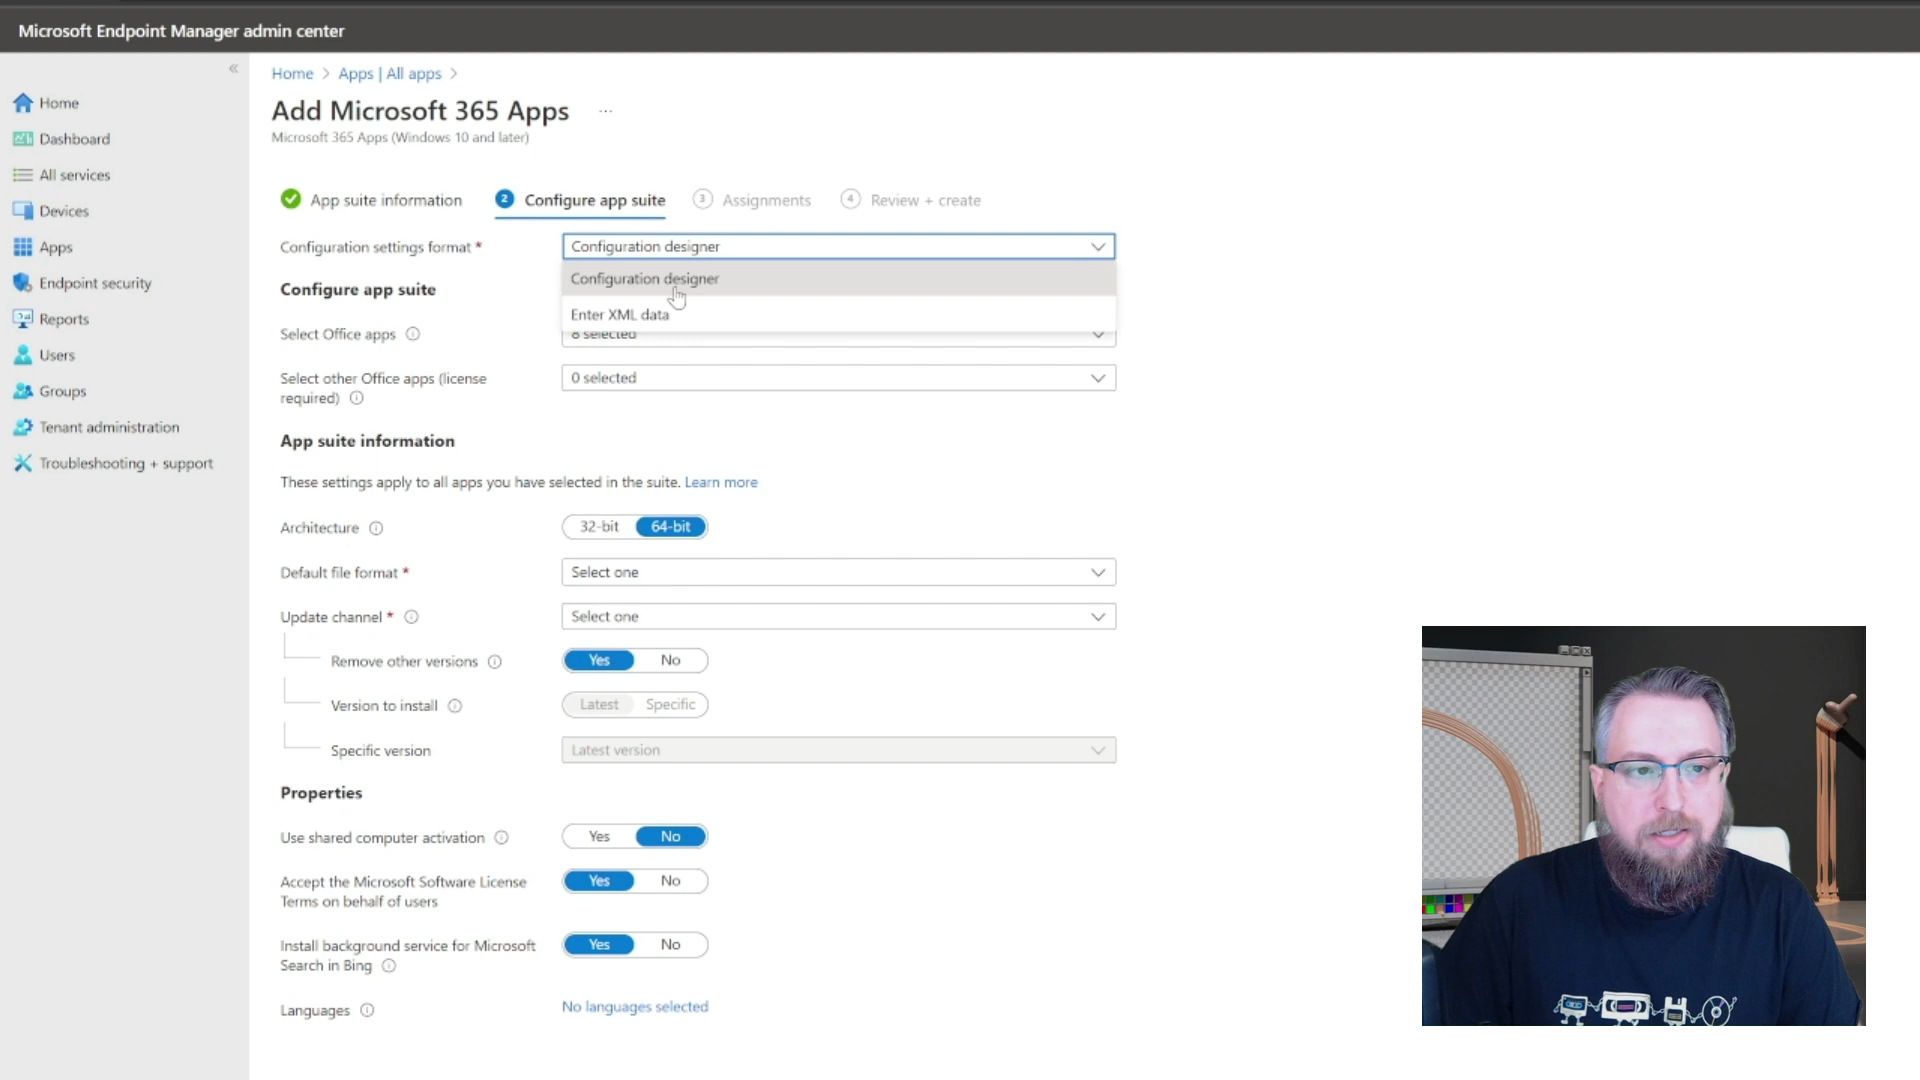 Microsoft Endpoint Manager admin center
«
Home > Apps | All apps >
Home
Dashboard
All services
Devices
Apps
Endpoint security
Reports
Users
Groups
Tenant administration
Troubleshooting + support
Add Microsoft 365 Apps ...
Microsoft 365 Apps (Windows 10 and later)
App suite information
2 Configure app suite
3 Assignments
4 Review + create
Configuration settings format *
Configuration designer
Configuration designer
Enter XML data
Configure app suite
Select Office apps
8 selected
Select other Office apps (license
required)
0 selected
App suite information
These settings apply to all apps you have selected in the suite. Learn more
Architecture
32-bit 64-bit
Default file format *
Select one
Update channel *
Select one
Remove other versions
Yes No
Version to install
Latest Specific
Specific version
Latest version
Properties
Use shared computer activation
Yes No
Accept the Microsoft Software License
Terms on behalf of users
Yes No
Install background service for Microsoft
Search in Bing
Yes No
Languages
No languages selected